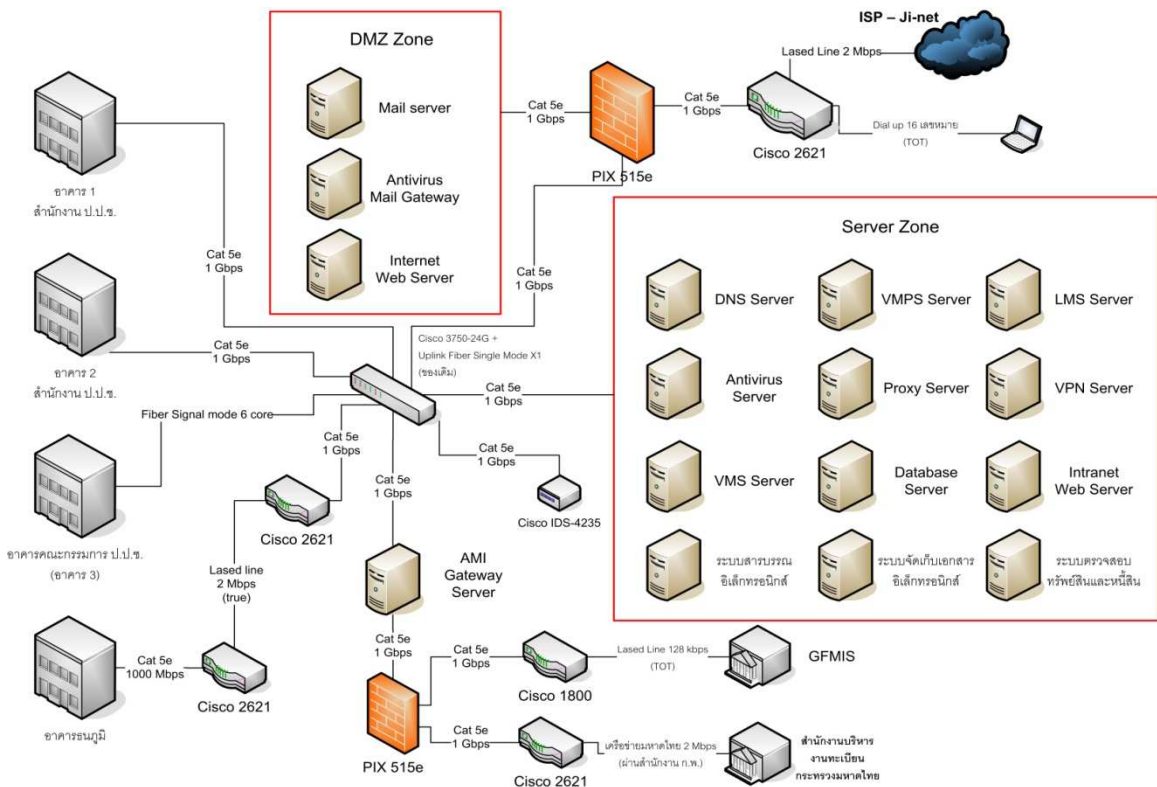 ISP – Ji-net
DMZ Zone
Lased Line 2 Mbps
Mail server
Cat 5e
1 Gbps
Cat 5e
1 Gbps
Dial up 16 เลขหมาย
(TOT)
Cisco 2621
PIX 515e
Antivirus
Mail Gateway
อาคาร 1
สำนักงาน ป.ป.ช.
Internet
Web Server
Cat 5e
1 Gbps
Cat 5e
1 Gbps
Server Zone
DNS Server
VMPS Server
LMS Server
Cisco 3750-24G +
Uplink Fiber Single Mode X1
(ของเดิม)
Cat 5e
1 Gbps
อาคาร 2
สำนักงาน ป.ป.ช.
Cat 5e
1 Gbps
Antivirus
Server
Proxy Server
VPN Server
Fiber Signal mode 6 core
Cat 5e
1 Gbps
Cat 5e
1 Gbps
VMS Server
Database
Server
Intranet
Web Server
Cat 5e
1 Gbps
Cisco IDS-4235
Cisco 2621
อาคารคณะกรรมการ ป.ป.ช.
(อาคาร 3)
AMI
Gateway
Server
ระบบสารบรรณ
อิเล็กทรอนิกส์
ระบบจัดเก็บเอกสาร
อิเล็กทรอนิกส์
ระบบตรวจสอบ
ทรัพย์สินและหนี้สิน
Lased line
2 Mbps
(true)
Cat 5e
1 Gbps
Cat 5e
1000 Mbps
Cisco 2621
Cat 5e
1 Gbps
Cisco 1800
Lased Line 128 kbps
(TOT)
GFMIS
อาคารธนภูมิ
PIX 515e
Cat 5e
1 Gbps
Cisco 2621
เครือข่ายมหาดไทย 2 Mbps
(ผ่านสำนักงาน ก.พ.)
สำนักงานบริหาร
งานทะเบียน
กระทรวงมหาดไทย